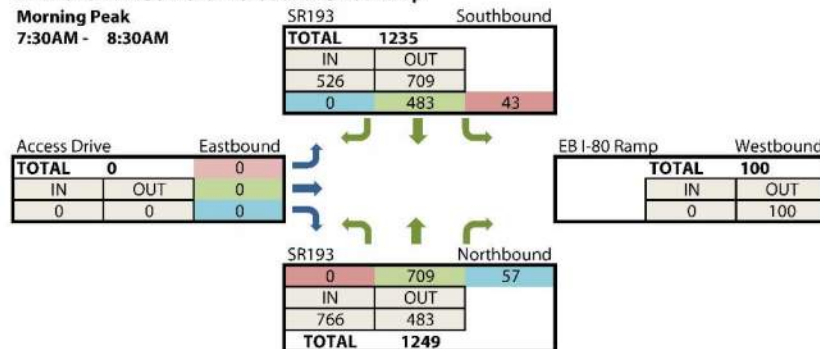 Morning Peak
7:30AM - 8:30AM
SR193 Southbound
TOTAL 1235
IN OUT
526 709
0 483 43
Access Drive Eastbound
TOTAL 0 0
IN OUT 0
0 0 0
EB I-80 Ramp Westbound
TOTAL 100
IN OUT
0 100
SR193 Northbound
0 709 57
IN OUT
766 483
TOTAL 1249